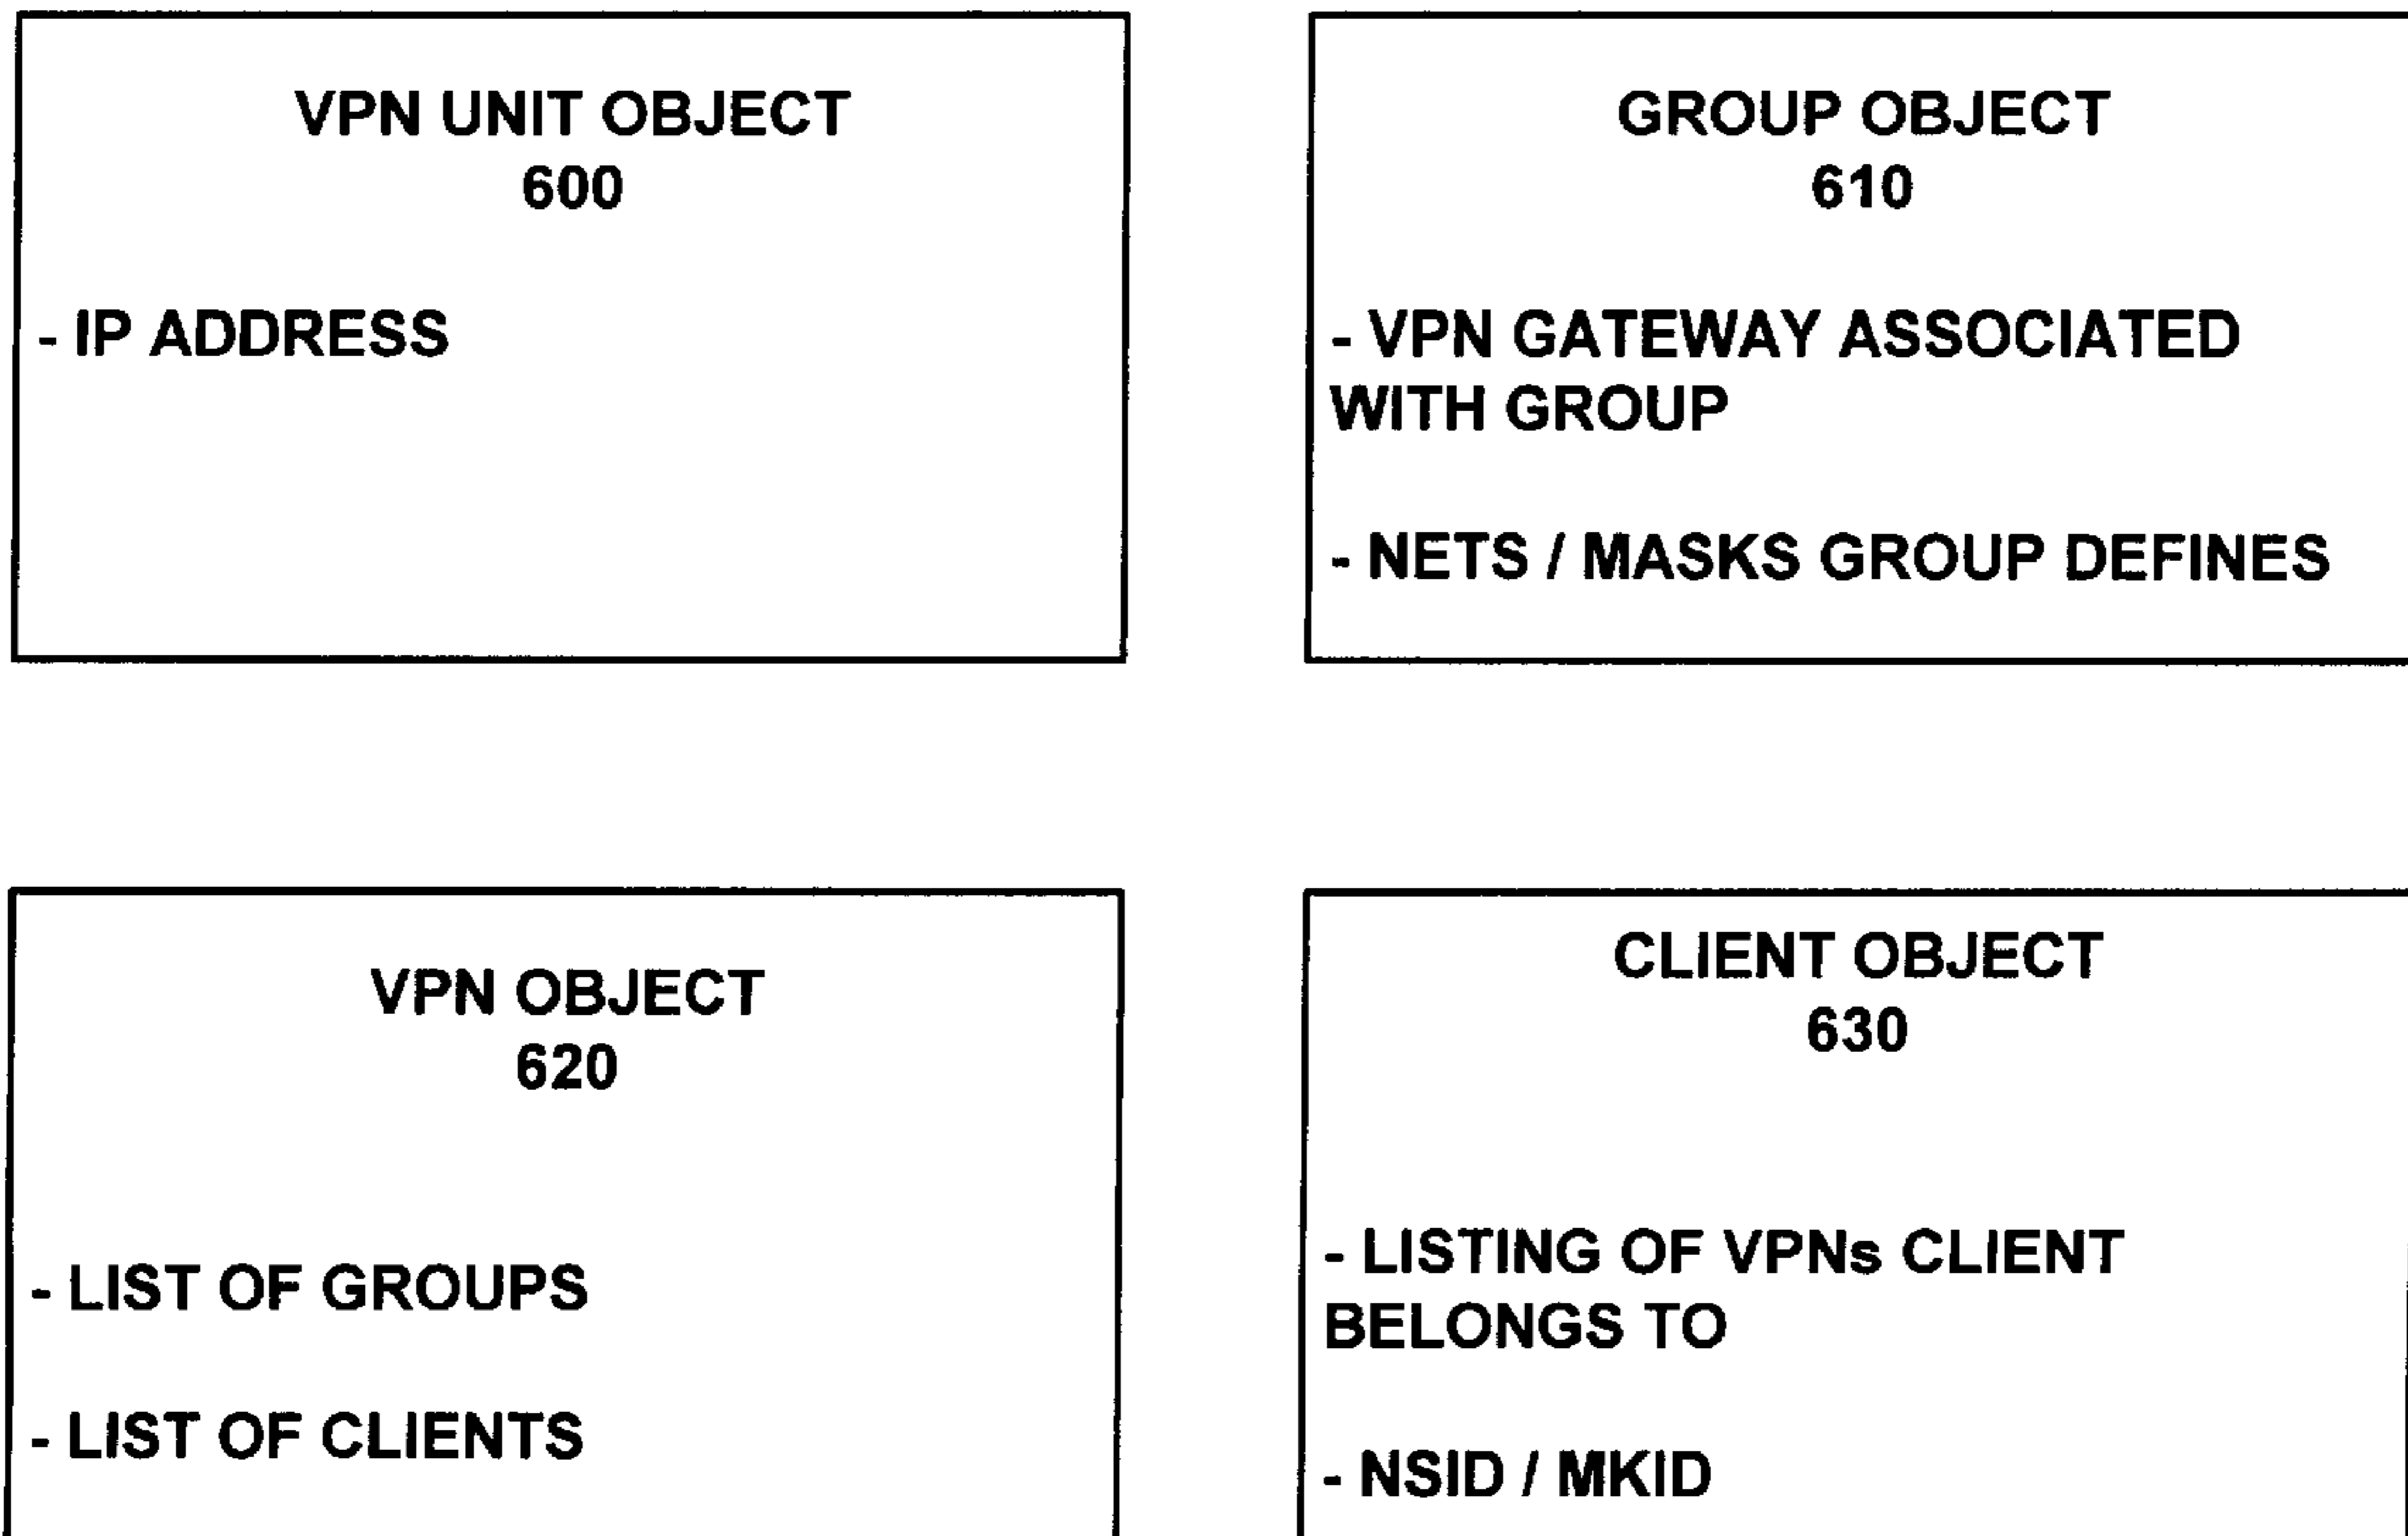 VPN UNIT OBJECT
600
- IP ADDRESS
GROUP OBJECT
610
- VPN GATEWAY ASSOCIATED
WITH GROUP
- NETS / MASKS GROUP DEFINES
VPN OBJECT
620
- LIST OF GROUPS
- LIST OF CLIENTS
CLIENT OBJECT
630
- LISTING OF VPNs CLIENT
BELONGS TO
- NSID / MKID